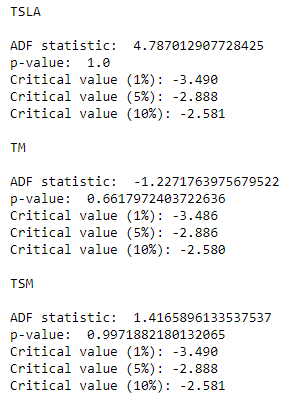 TSLA
ADF statistic:  4.787012907728425
p-value:  1.0
Critical value (1%): -3.490
Critical value (5%): -2.888
Critical value (10%): -2.581
TM
ADF statistic:  -1.2271763975679522
p-value:  0.6617972403722636
Critical value (1%): -3.486
Critical value (5%): -2.886
Critical value (10%): -2.580
TSM
ADF statistic:  1.4165896133537537
p-value:  0.9971882180132065
Critical value (1%): -3.490
Critical value (5%): -2.888
Critical value (10%): -2.581